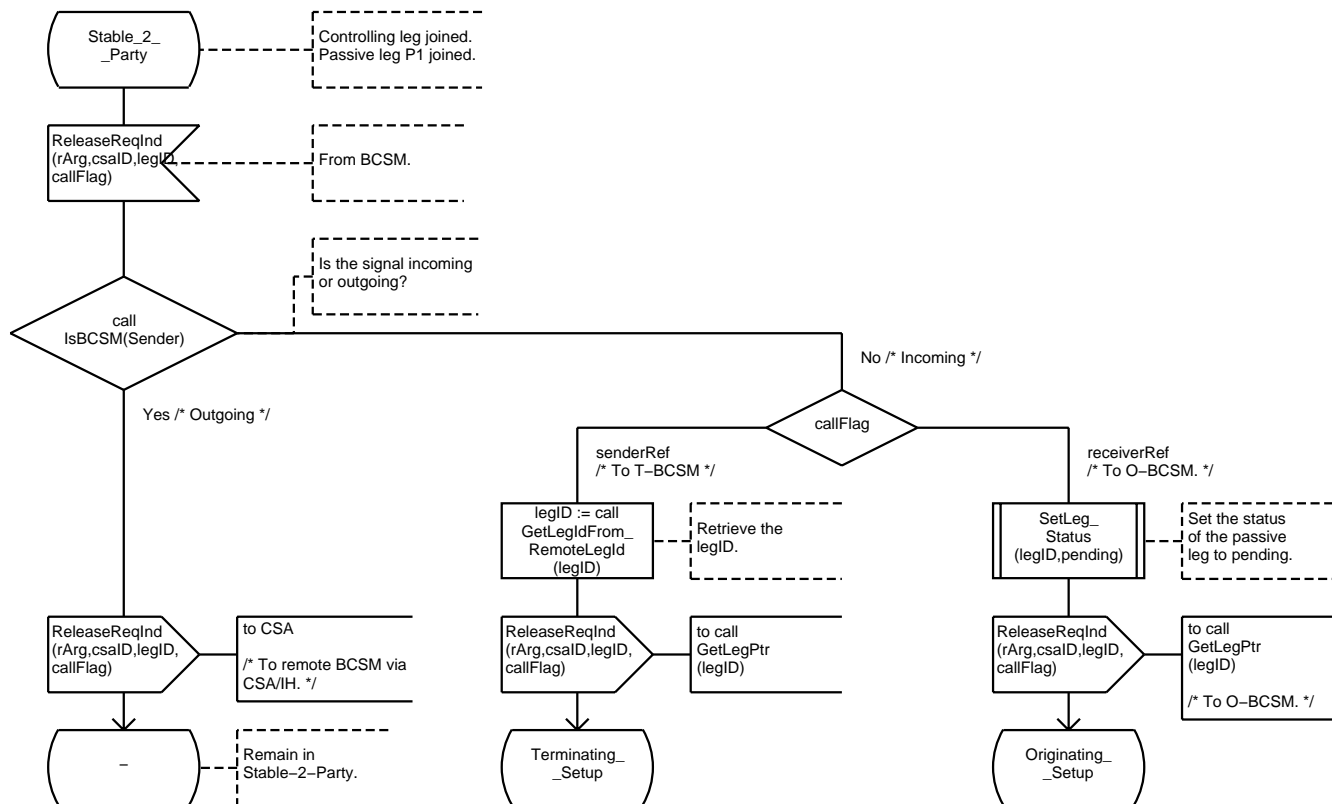 Stable_2_
_Party
Controlling leg joined.
Passive leg P1 joined.
ReleaseReqInd
(rArg,csaID,legID,
callFlag)
From BCSM.
Is the signal incoming
or outgoing?
call
IsBCSM(Sender)
No /* Incoming */
Yes /* Outgoing */
callFlag
senderRef
/* To T−BCSM */
receiverRef
/* To O−BCSM. */
legID := call
GetLegIdFrom_
RemoteLegId
(legID)
Retrieve the
legID.
SetLeg_
Status
(legID,pending)
Set the status
of the passive
leg to pending.
ReleaseReqInd
(rArg,csaID,legID,
callFlag)
to CSA
/* To remote BCSM via
CSA/IH. */
ReleaseReqInd
(rArg,csaID,legID,
callFlag)
to call
GetLegPtr
(legID)
ReleaseReqInd
(rArg,csaID,legID,
callFlag)
to call
GetLegPtr
(legID)
/* To O−BCSM. */
−
Remain in
Stable−2−Party.
Terminating_
_Setup
Originating_
_Setup